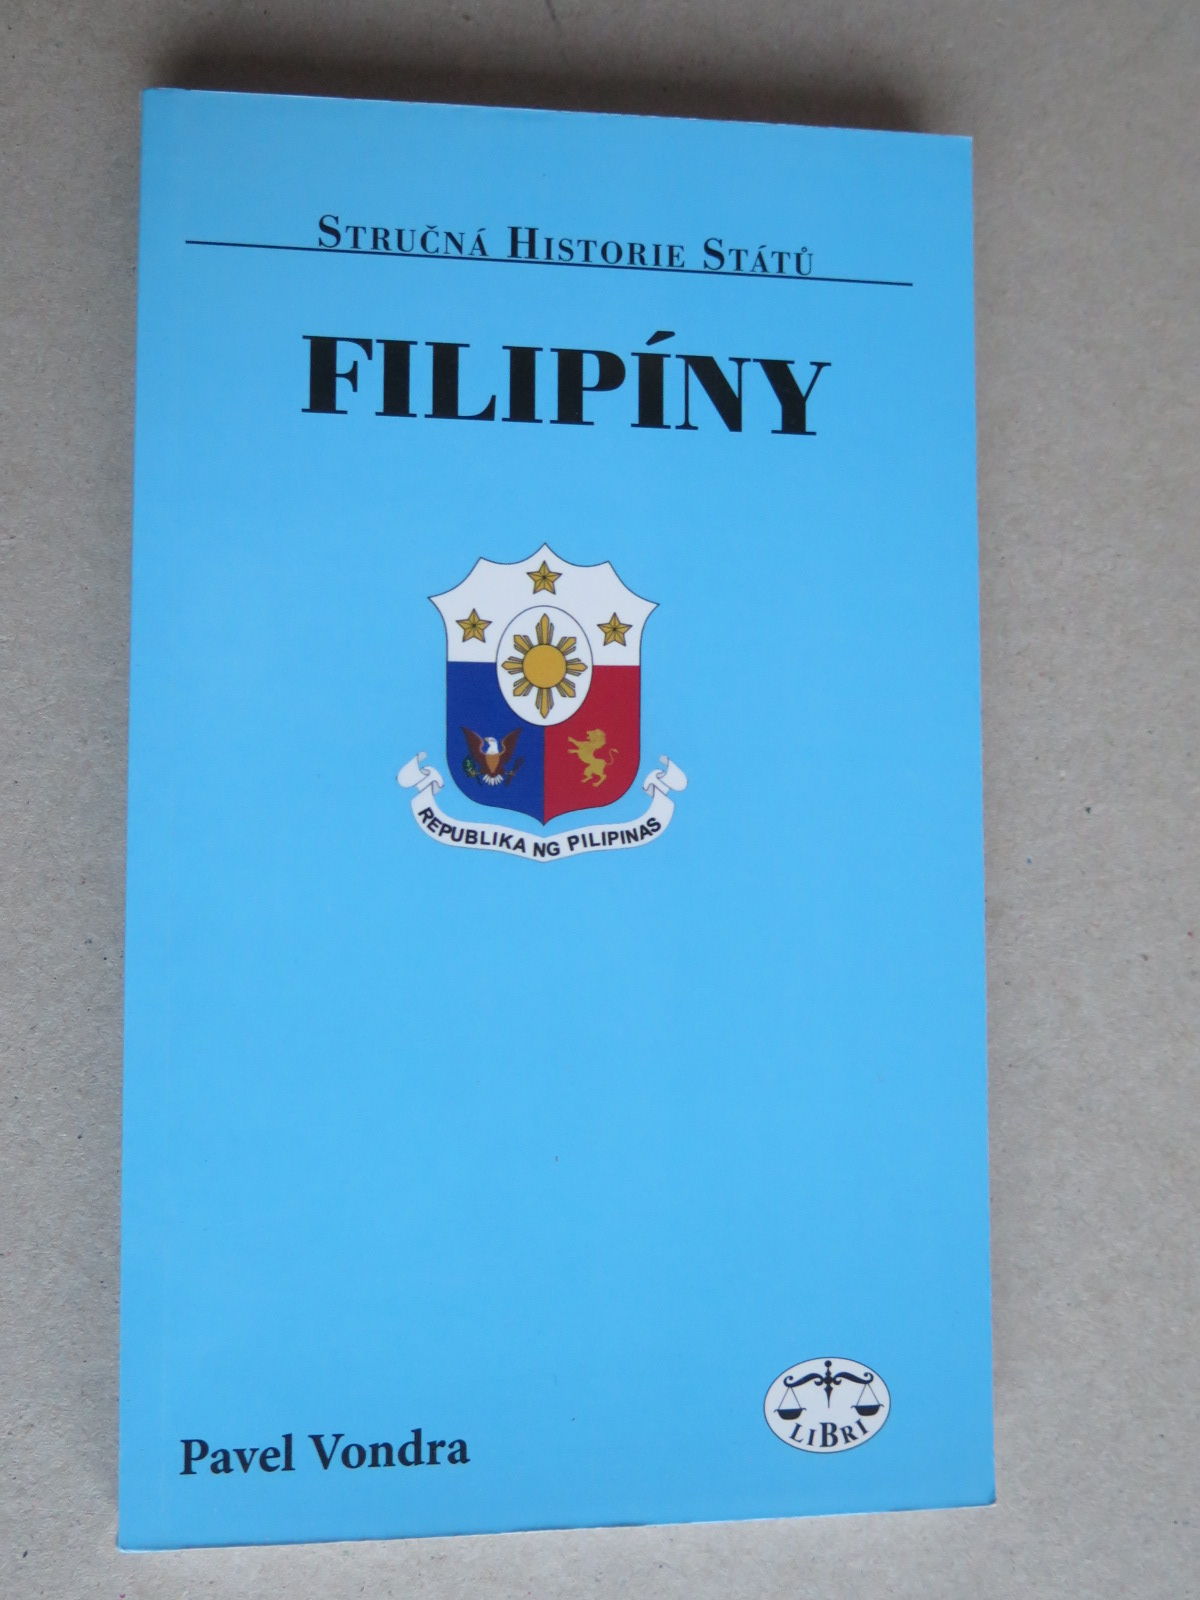 Stručná Historie Států
FILIPÍNY
REPUBLIKA NG PILIPINAS
Pavel Vondra
LIBRI